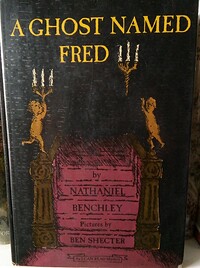 A GHOST NAMED
FRED
by
NATHANIEL
BENCHLEY
Pictures by
BEN SHECTER